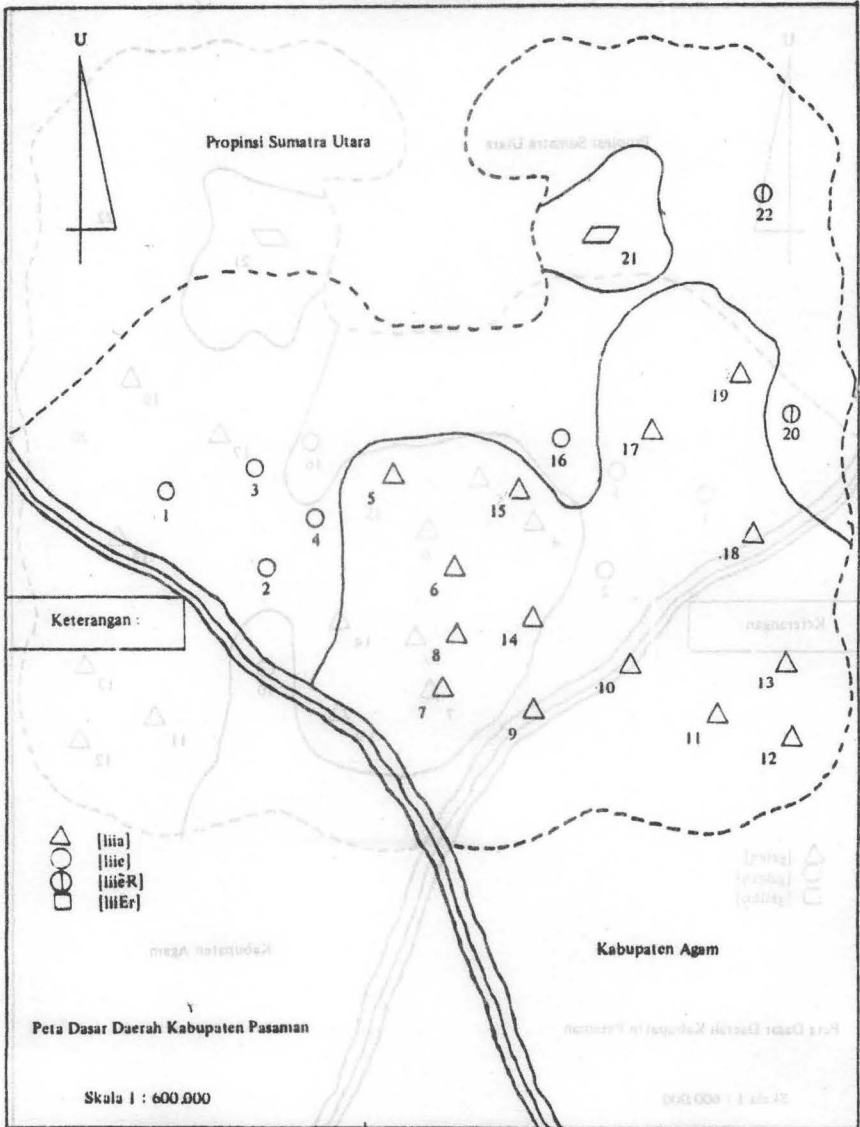 U
Propinsi Sumatra Utara
22
21
19
17
20
16
3
1
5
15
4
18
2
6
Keterangan :
14
8
10
13
7
9
11
12
[liia]
[liie]
[liiēR]
[liiEr]
Kabupaten Agam
Peta Dasar Daerah Kabupaten Pasaman
Skala 1 : 600.000